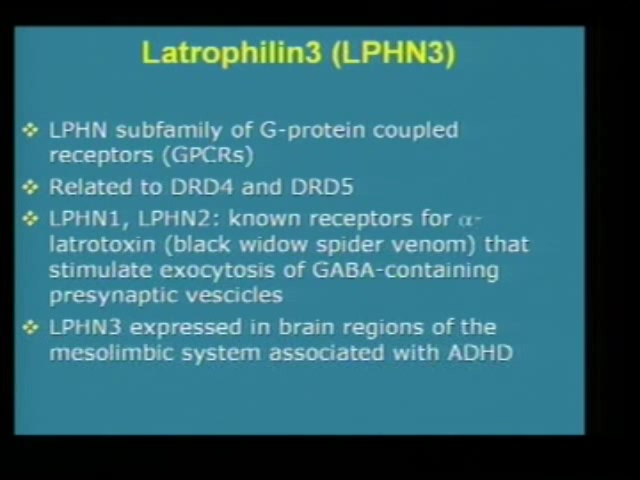 Latrophilin3 (LPHN3)
❖ LPHN subfamily of G-protein coupled
receptors (GPCRs)
❖ Related to DRD4 and DRD5
❖ LPHN1, LPHN2: known receptors for α-
latrotoxin (black widow spider venom) that
stimulate exocytosis of GABA-containing
presynaptic vescicles
❖ LPHN3 expressed in brain regions of the
mesolimbic system associated with ADHD